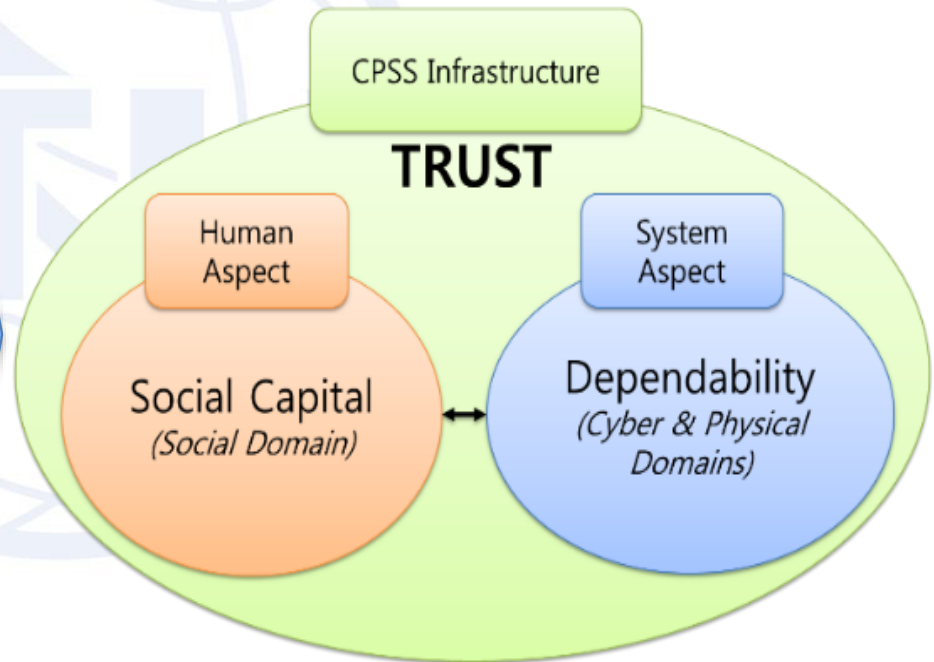 CPSS Infrastructure
TRUST
Human
Aspect
Social Capital
(Social Domain)
System
Aspect
Dependability
(Cyber & Physical
Domains)